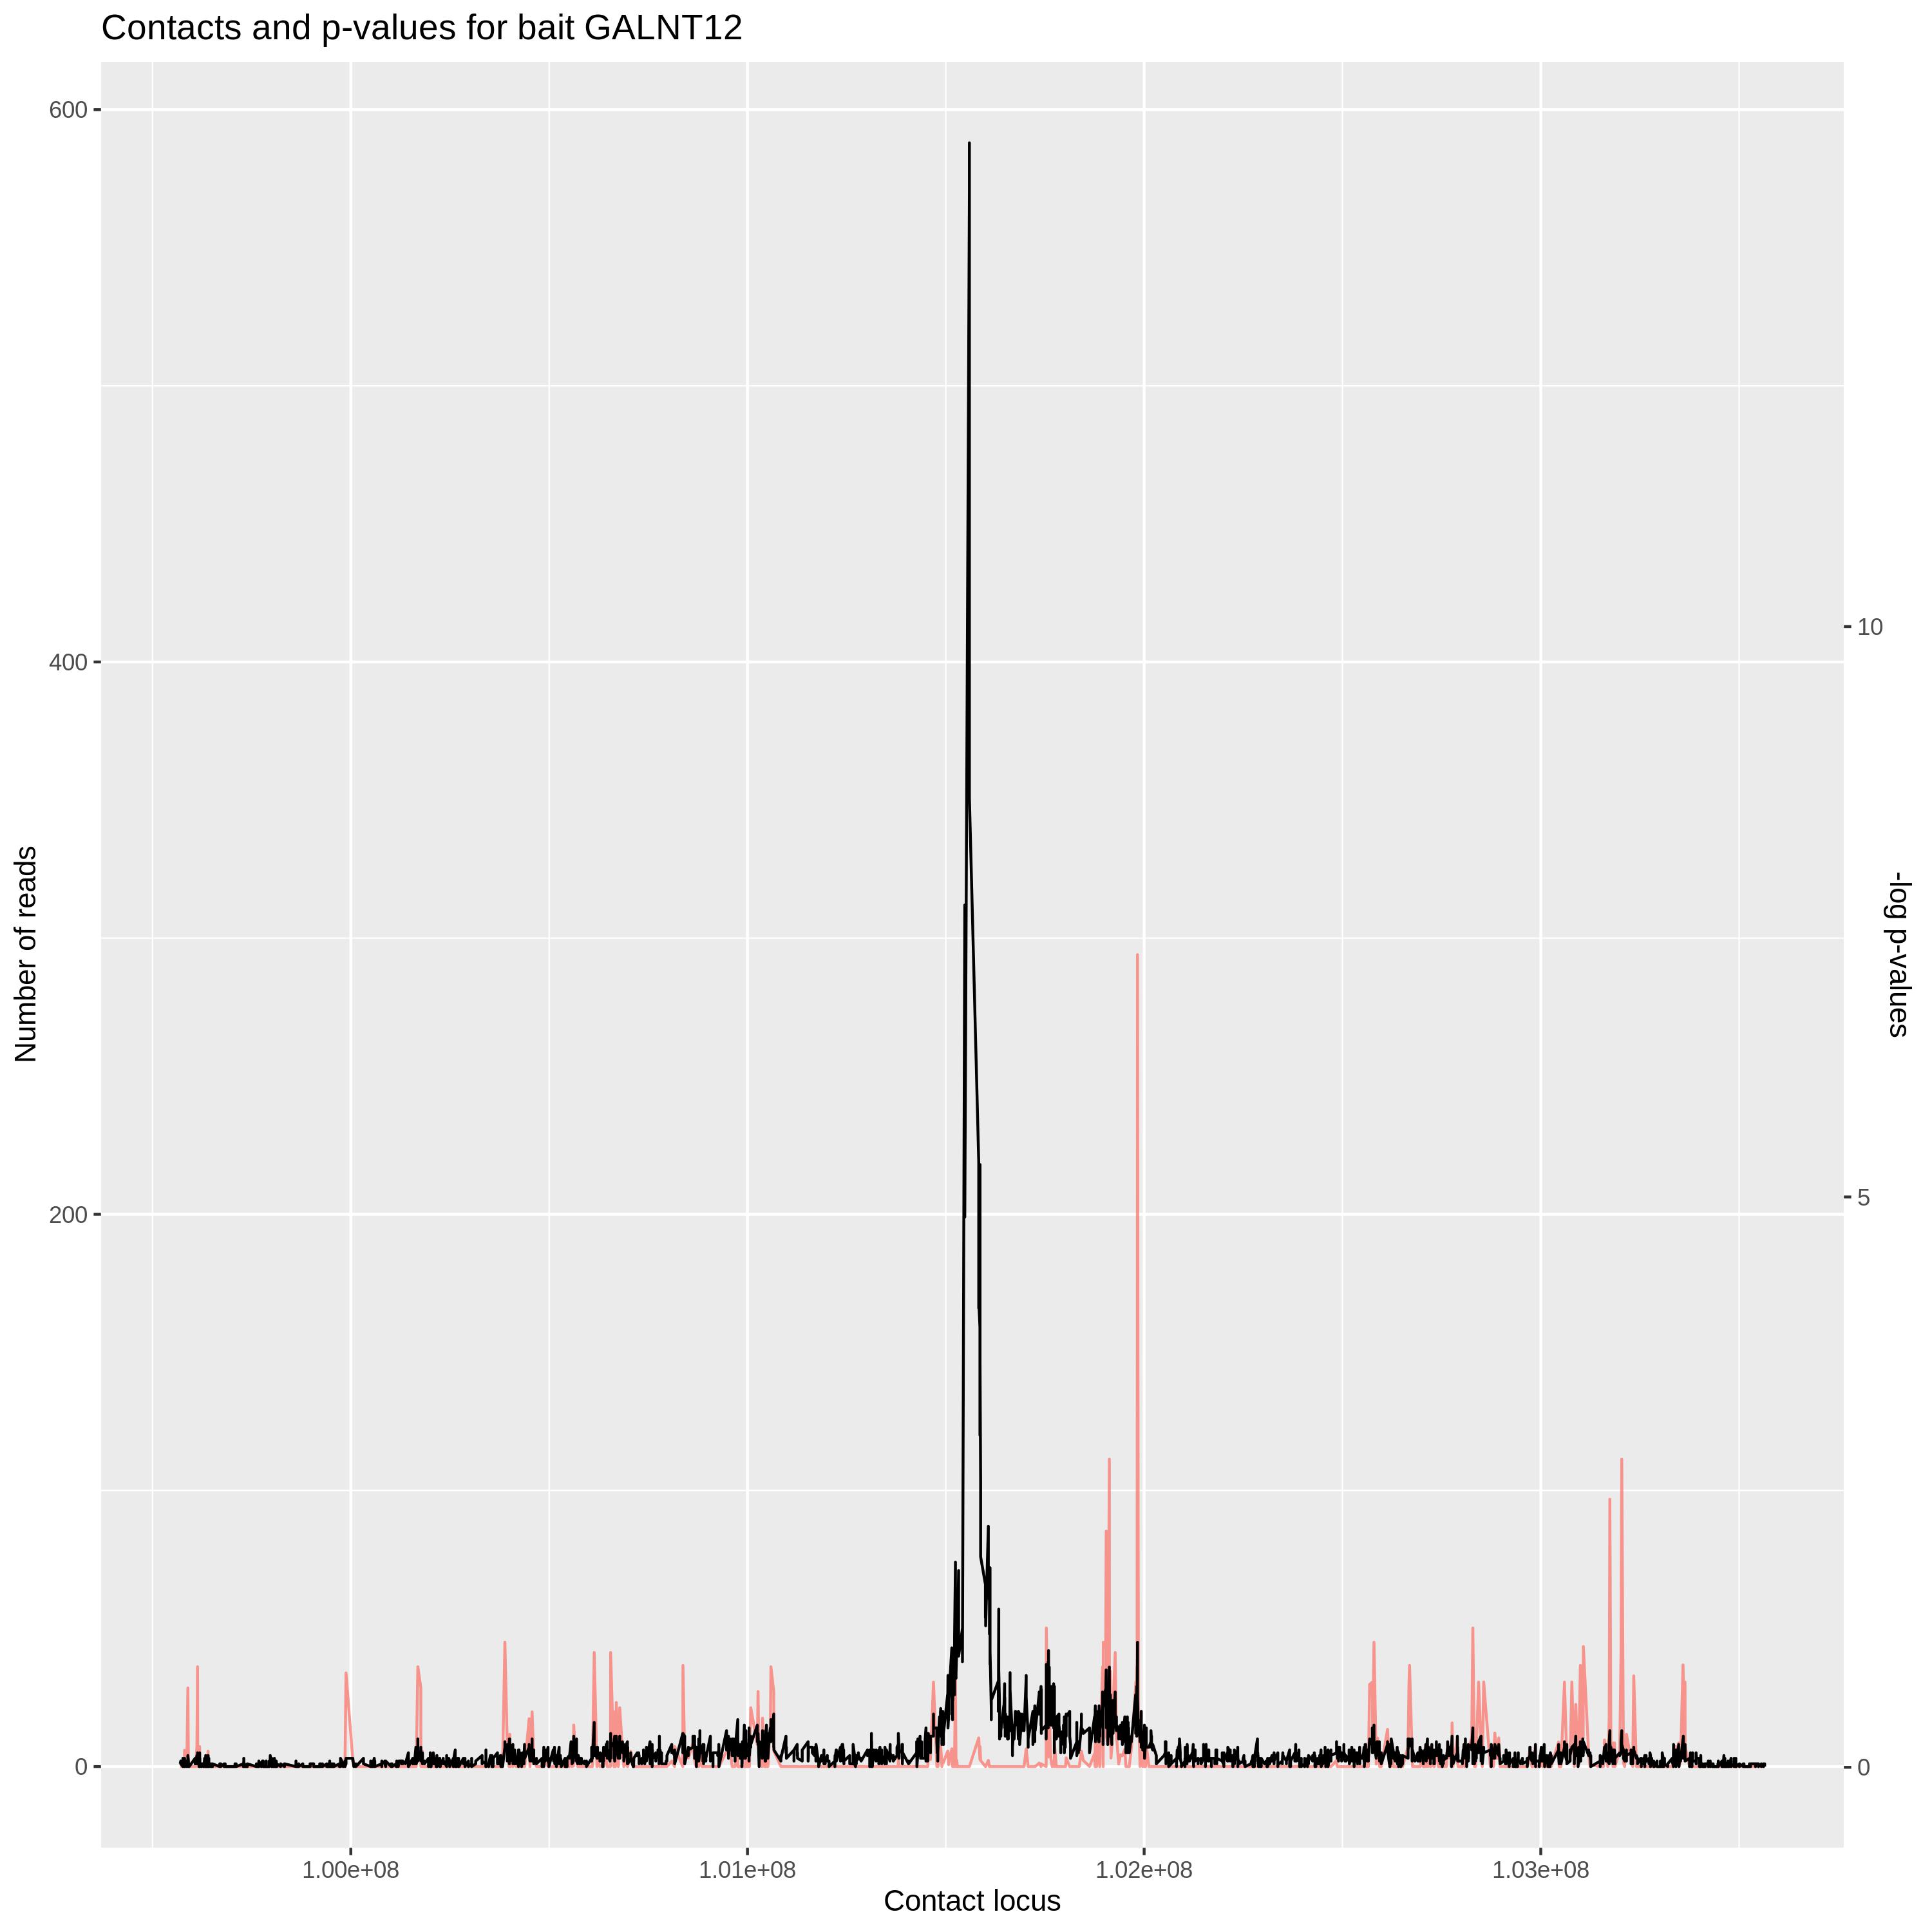 Contacts and p-values for bait GALNT12
600
400
200
0
Number of reads
10
5
0
-log p-values
1.00e+08
1.01e+08
1.02e+08
1.03e+08
Contact locus